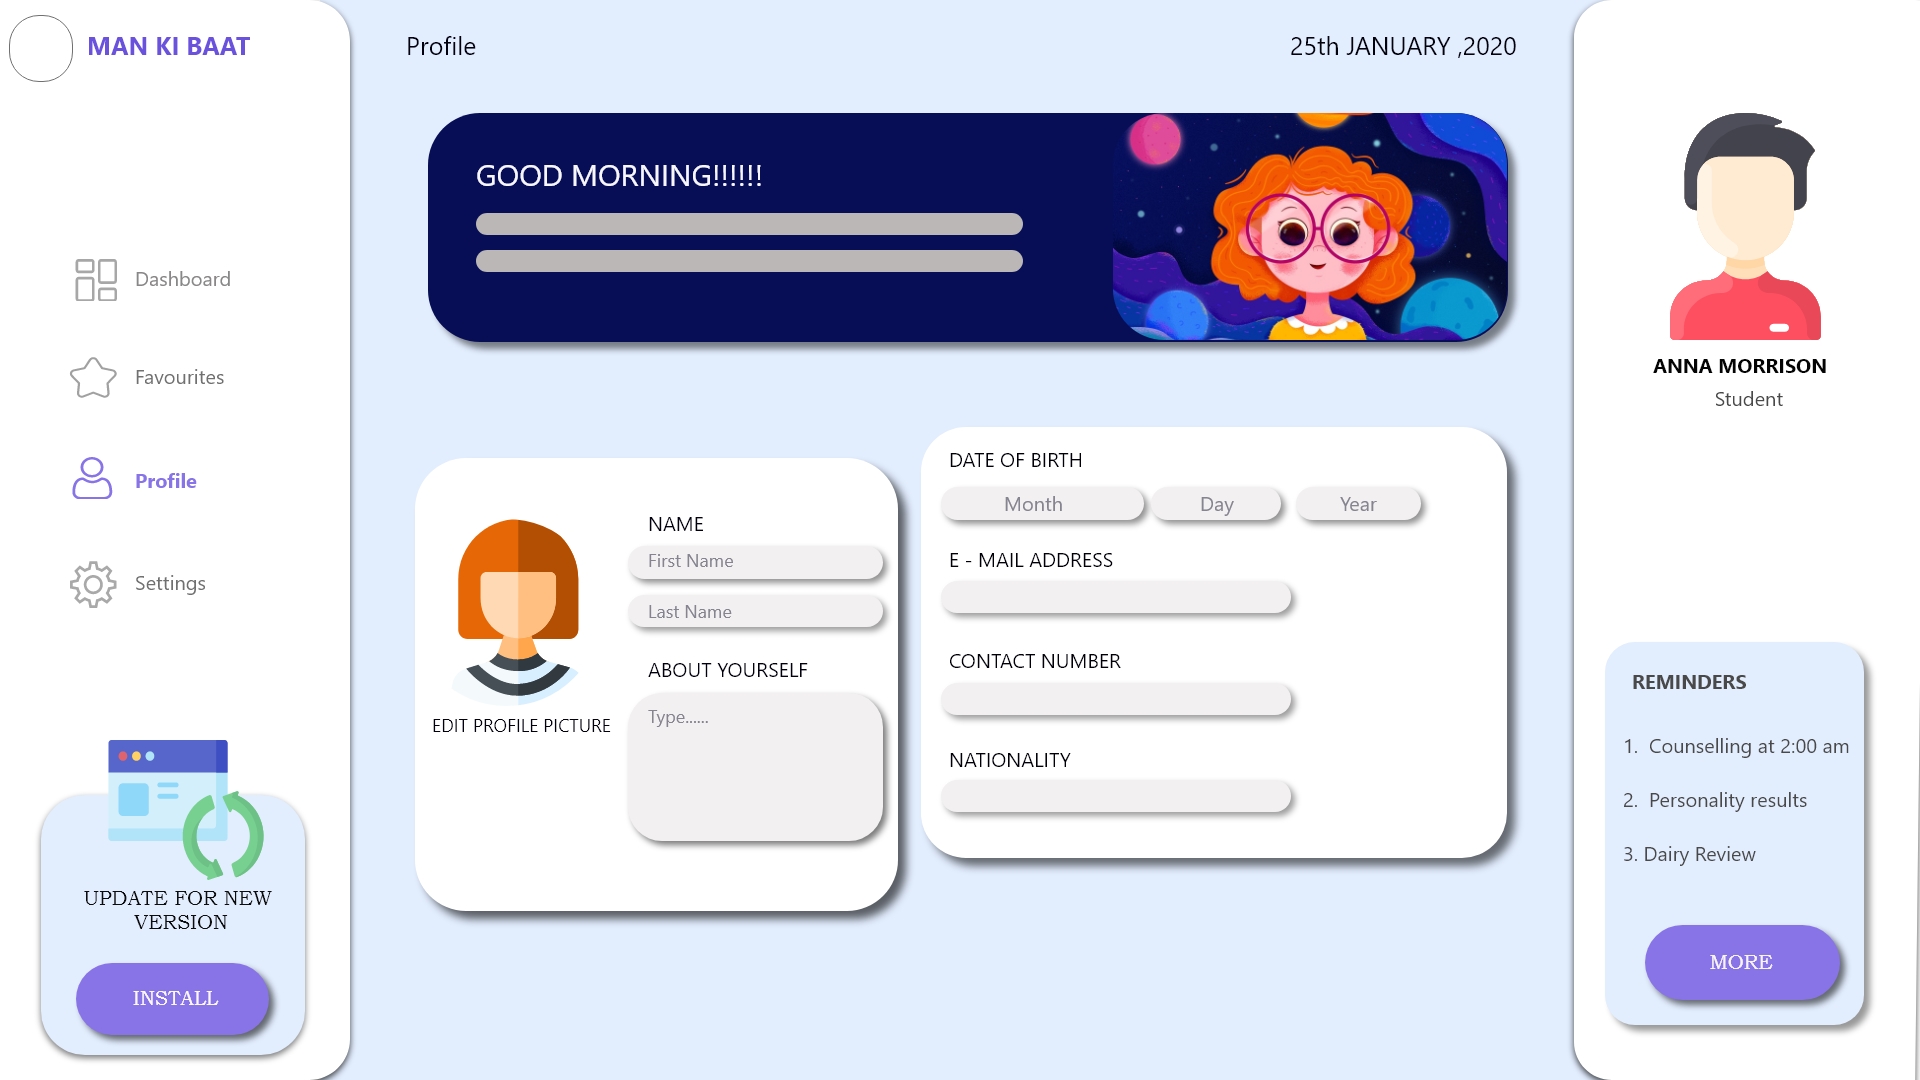 MAN KI BAAT
Dashboard
Favourites
Profile
Settings
UPDATE FOR NEW
VERSION
INSTALL
Profile
25th JANUARY ,2020
GOOD MORNING!!!!!!
NAME
First Name
Last Name
ABOUT YOURSELF
Type......
EDIT PROFILE PICTURE
DATE OF BIRTH
Month Day Year
E - MAIL ADDRESS
CONTACT NUMBER
NATIONALITY
ANNA MORRISON
Student
REMINDERS
1. Counselling at 2:00 am
2. Personality results
3. Dairy Review
MORE